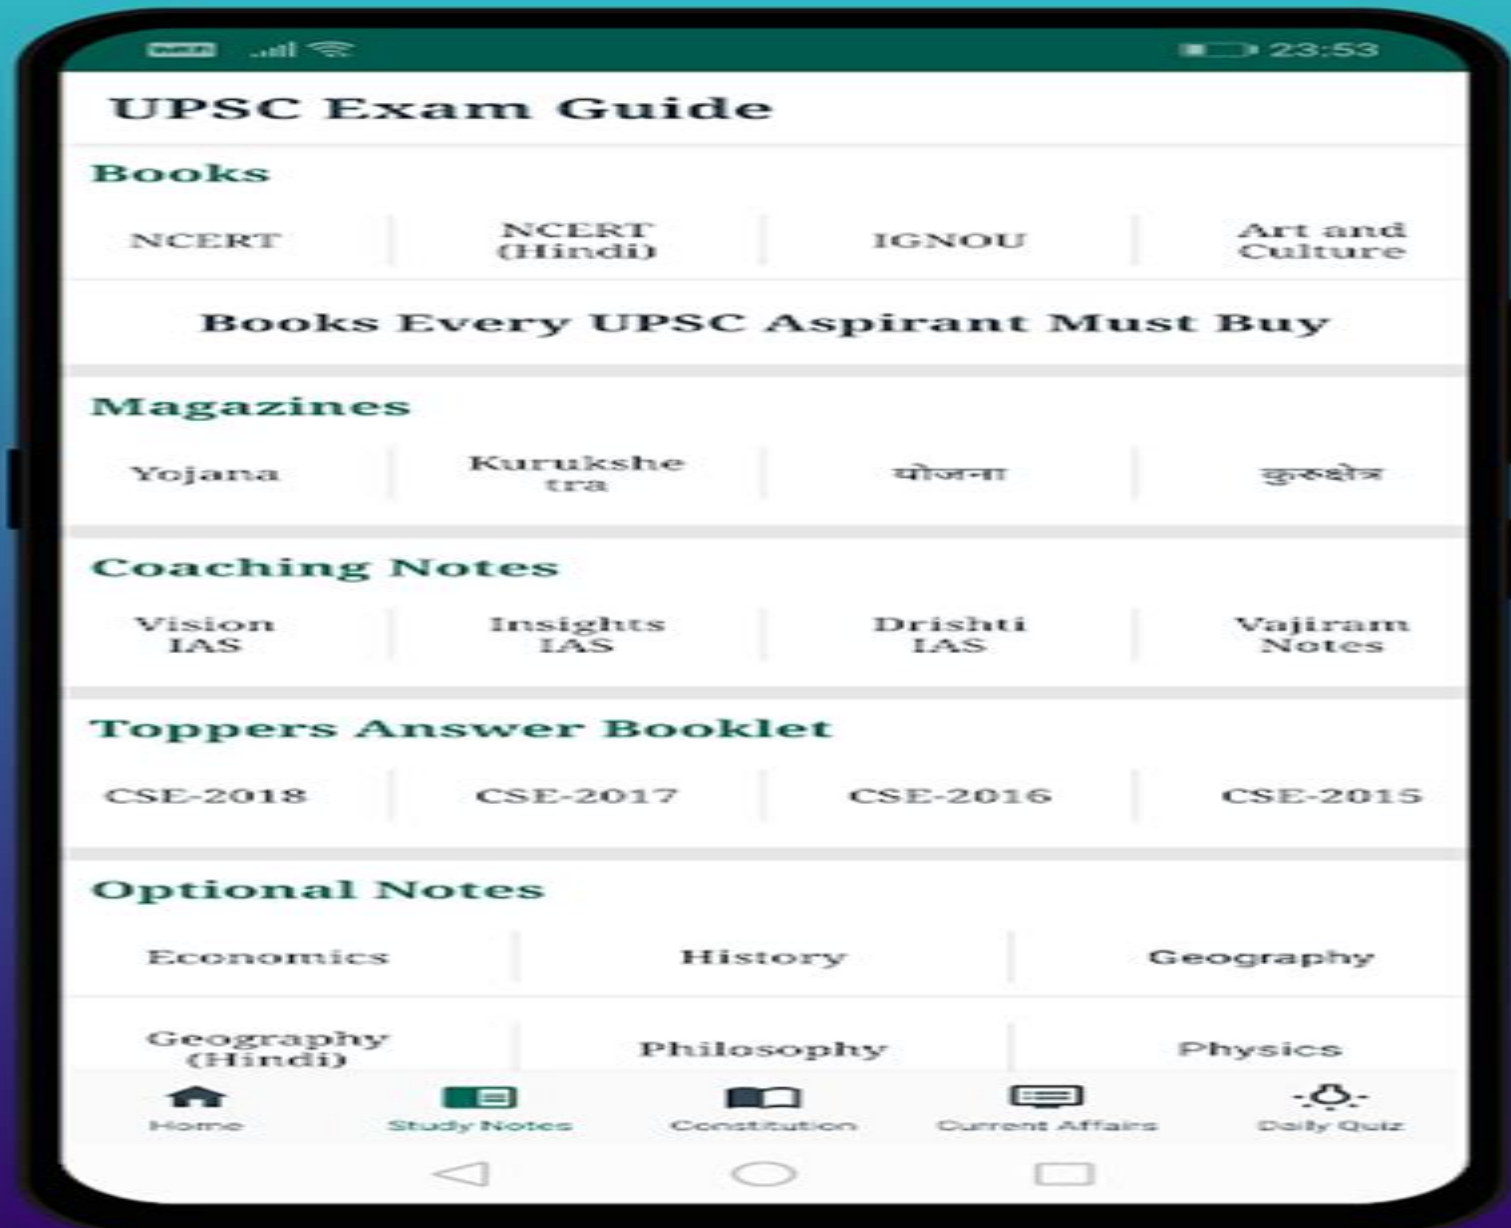 23:53
UPSC Exam Guide
Books
NCERT
NCERT
(Hindi)
IGNOU
Art and
Culture
Books Every UPSC Aspirant Must Buy
Magazines
Yojana
Kurukshe
tra
योजना
कुरुक्षेत्र
Coaching Notes
Vision
IAS
Insights
IAS
Drishti
IAS
Vajiram
Notes
Toppers Answer Booklet
CSE-2018
CSE-2017
CSE-2016
CSE-2015
Optional Notes
Economics
History
Geography
Geography
(Hindi)
Philosophy
Physics
Home
Study Notes
Constitution
Current Affairs
Daily Quiz